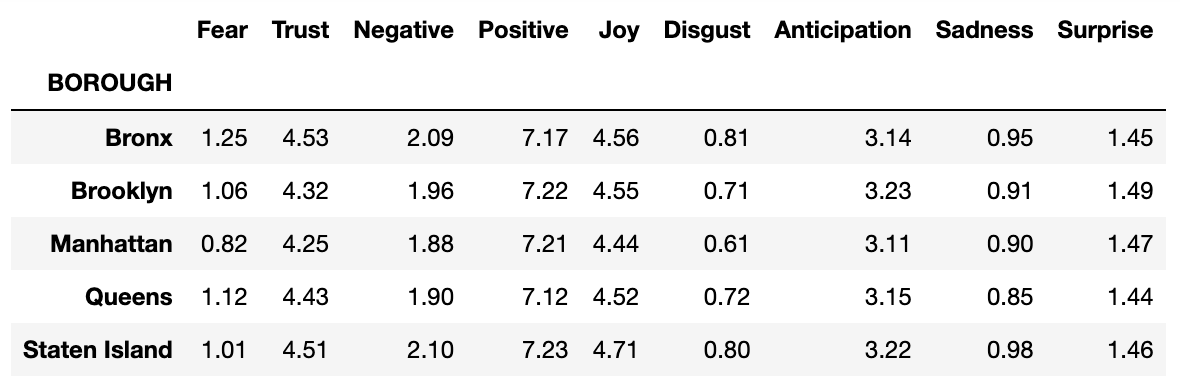 Fear Trust Negative Positive Joy Disgust Anticipation Sadness Surprise
BOROUGH
Bronx 1.25 4.53 2.09 7.17 4.56 0.81 3.14 0.95 1.45
Brooklyn 1.06 4.32 1.96 7.22 4.55 0.71 3.23 0.91 1.49
Manhattan 0.82 4.25 1.88 7.21 4.44 0.61 3.11 0.90 1.47
Queens 1.12 4.43 1.90 7.12 4.52 0.72 3.15 0.85 1.44
Staten Island 1.01 4.51 2.10 7.23 4.71 0.80 3.22 0.98 1.46